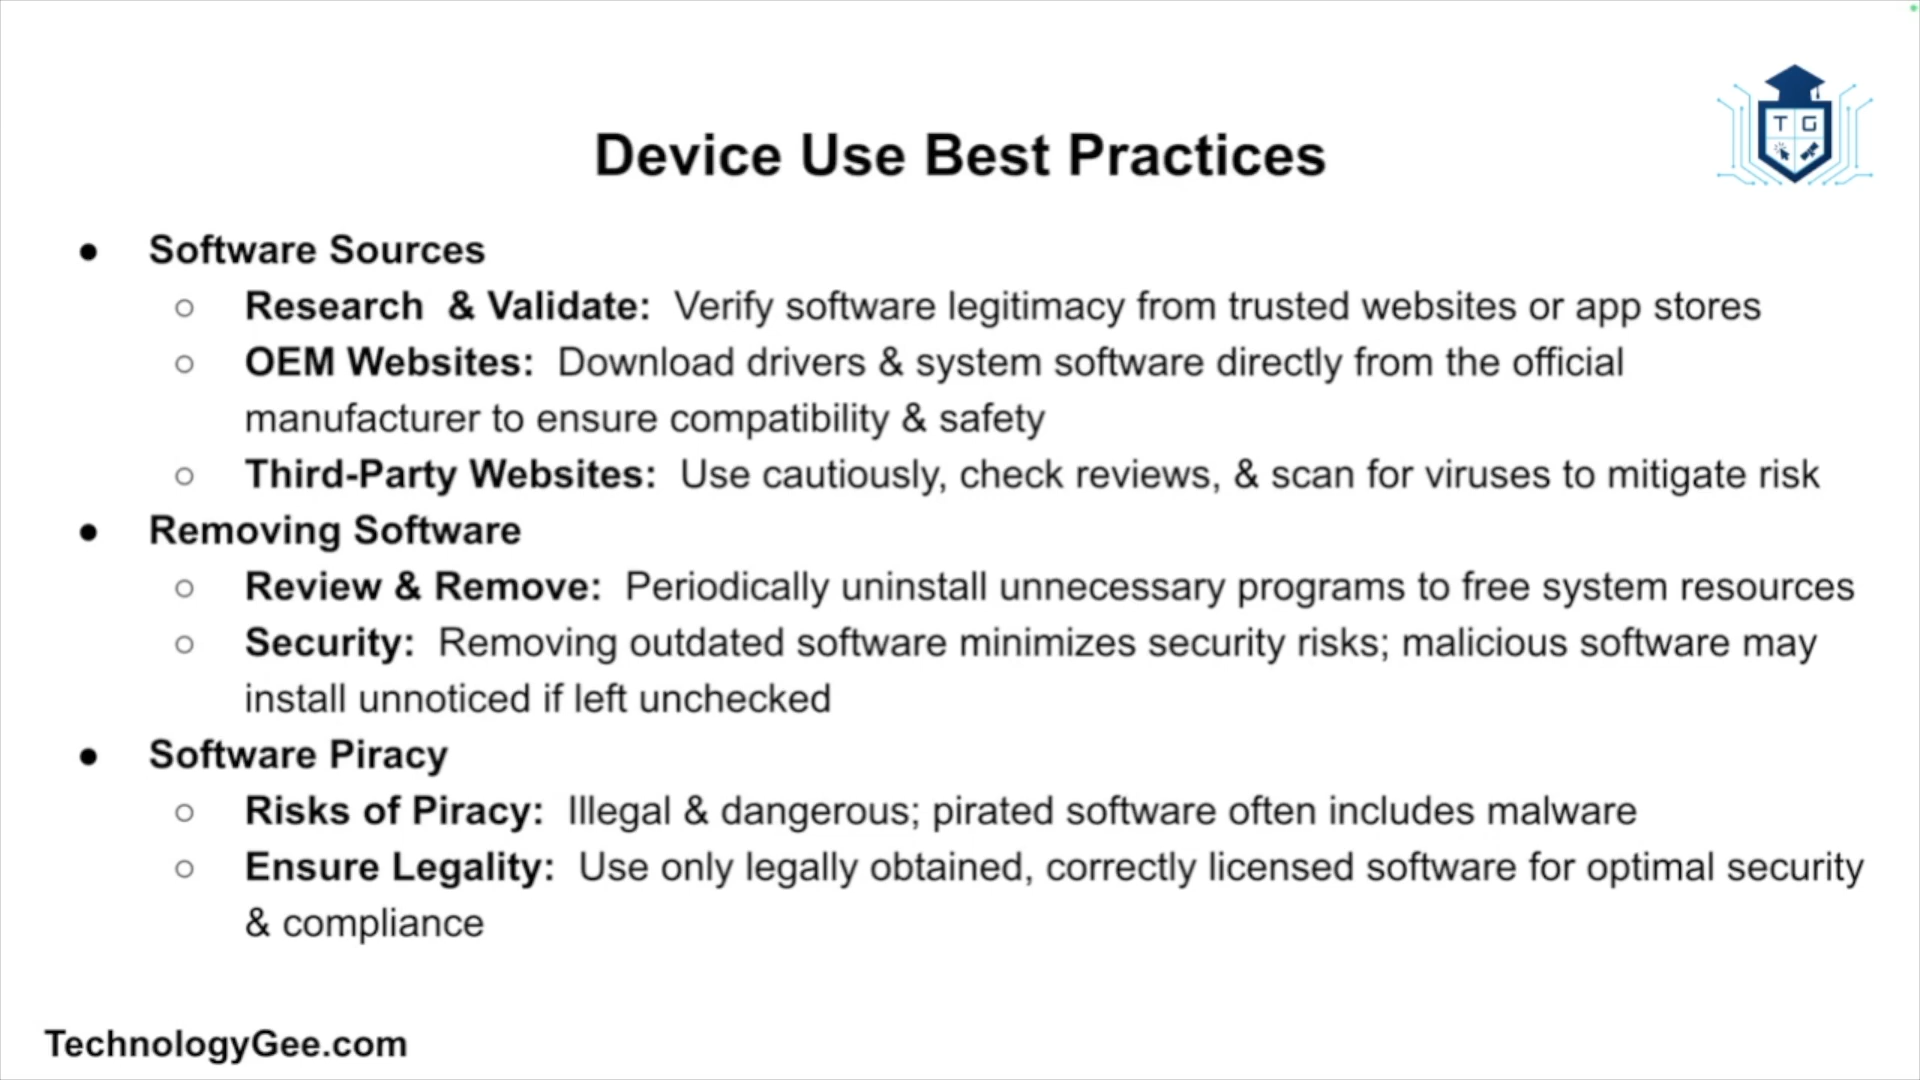 T G
Device Use Best Practices
● Software Sources
○ Research & Validate: Verify software legitimacy from trusted websites or app stores
○ OEM Websites: Download drivers & system software directly from the official
manufacturer to ensure compatibility & safety
○ Third-Party Websites: Use cautiously, check reviews, & scan for viruses to mitigate risk
● Removing Software
○ Review & Remove: Periodically uninstall unnecessary programs to free system resources
○ Security: Removing outdated software minimizes security risks; malicious software may
install unnoticed if left unchecked
● Software Piracy
○ Risks of Piracy: Illegal & dangerous; pirated software often includes malware
○ Ensure Legality: Use only legally obtained, correctly licensed software for optimal security
& compliance
TechnologyGee.com